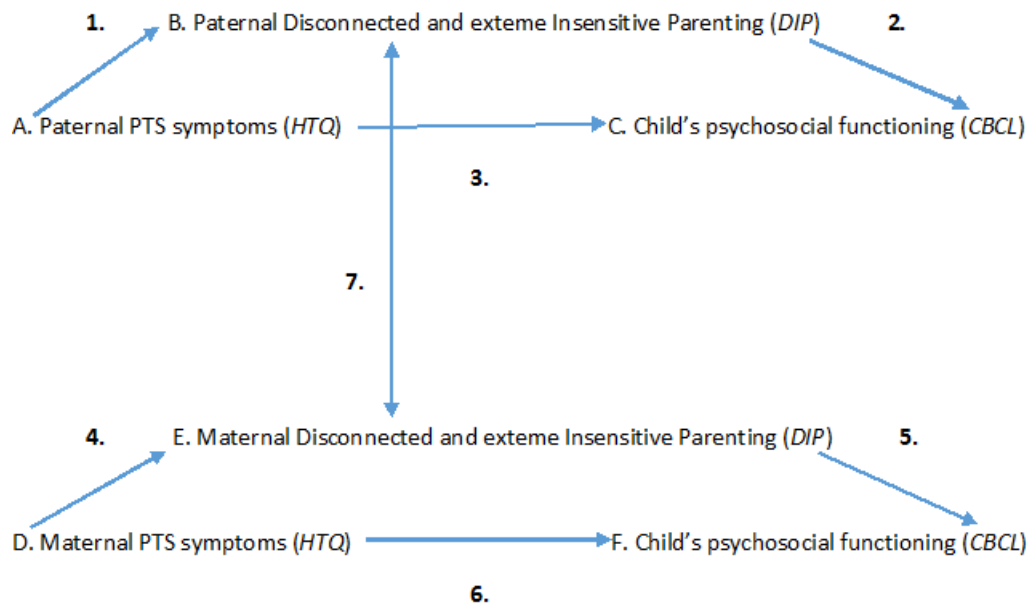 1. B. Paternal Disconnected and exteme Insensitive Parenting (DIP) 2.
A. Paternal PTS symptoms (HTQ) C. Child's psychosocial functioning (CBCL)
3.
7.
4. E. Maternal Disconnected and exteme Insensitive Parenting (DIP) 5.
D. Maternal PTS symptoms (HTQ) F. Child's psychosocial functioning (CBCL)
6.